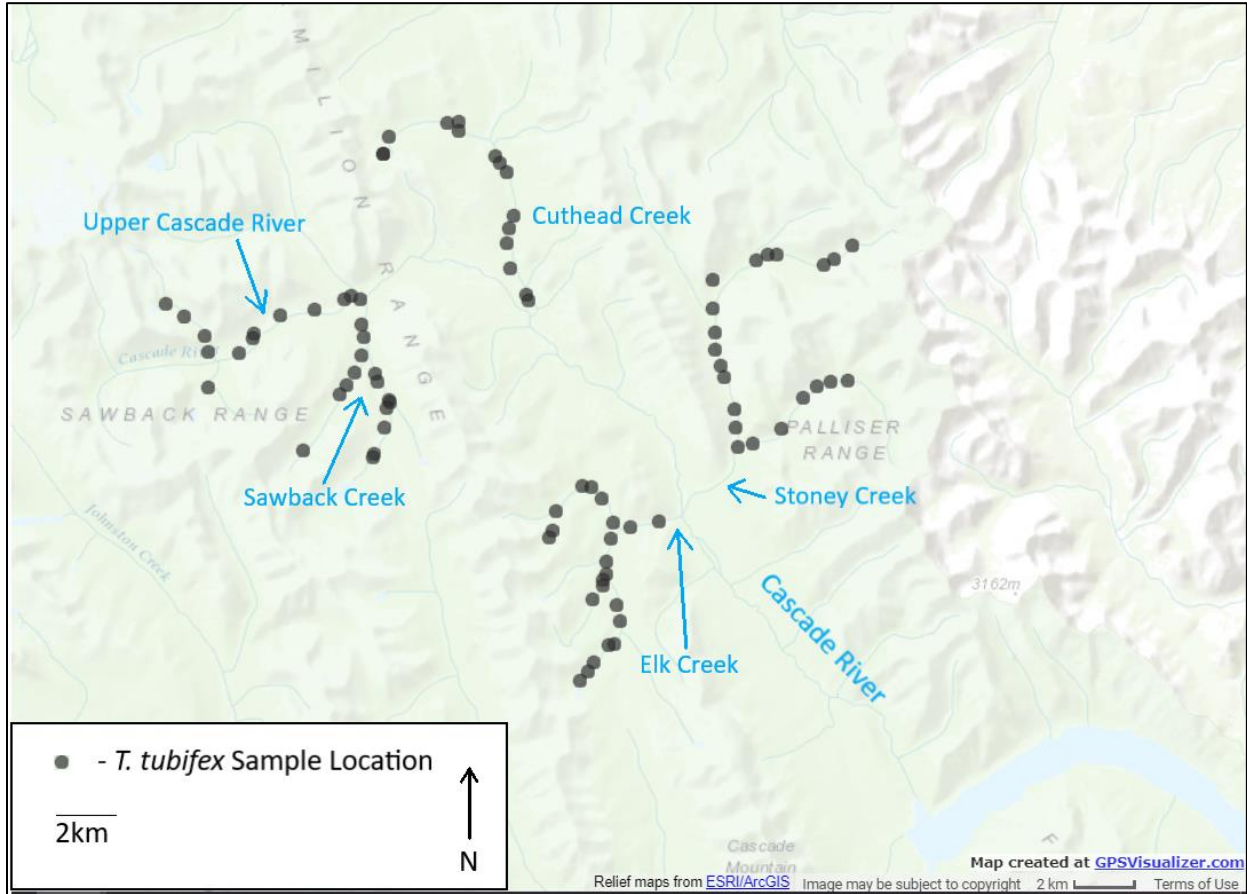 MILLION RANGE
Cuthead Creek
Upper Cascade River
Cascade River
SAWBACK RANGE
PALLISER
RANGE
Sawback Creek
Stoney Creek
Johnston Creek
3162m
Cascade River
Elk Creek
- T. tubifex Sample Location
2km
N
Cascade
Mountain
F
Map created at GPSVisualizer.com
Relief maps from ESRI/ArcGIS Image may be subject to copyright 2 km Terms of Use